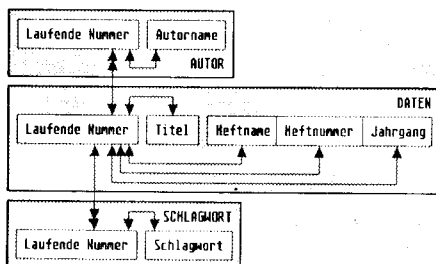 Laufende Nummer Autorname
AUTOR
DATEN
Laufende Nummer Titel Heftname Heftnummer Jahrgang
SCHLAGWORT
Laufende Nummer Schlagwort